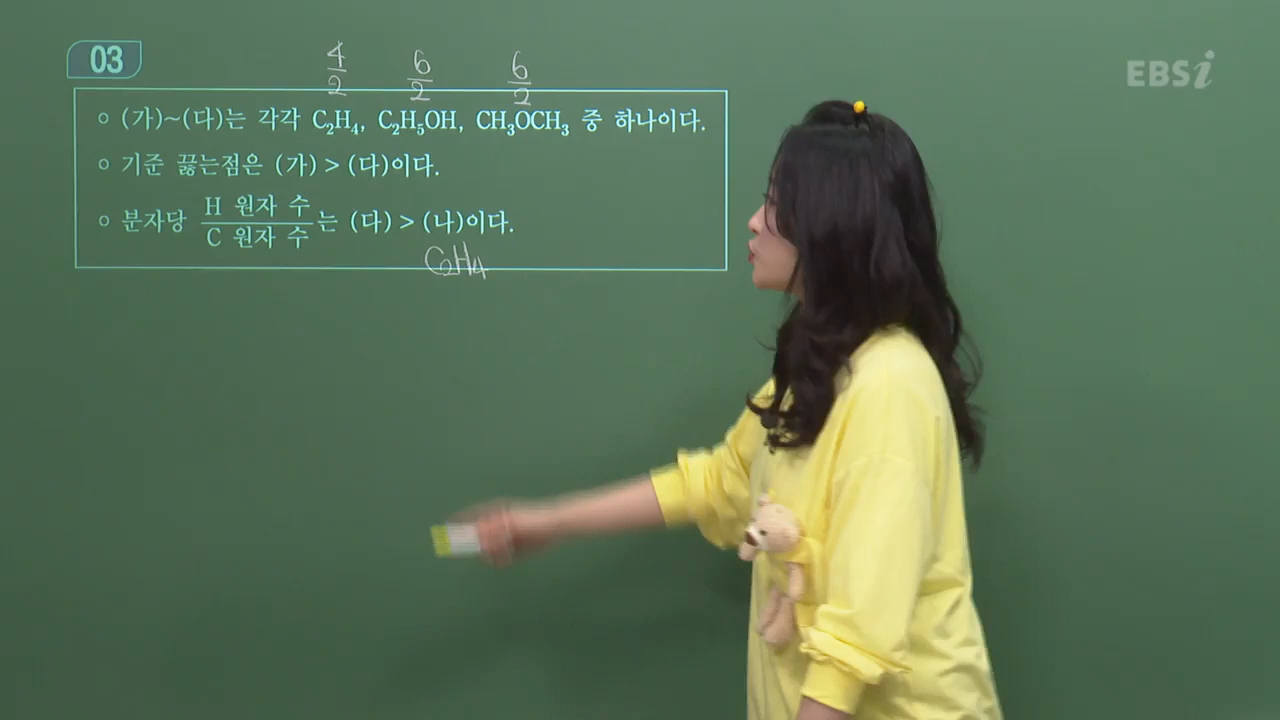 03
EBSi
4/2 6/2 6/2
○ (가)~(다)는 각각 C₂H₄, C₂H₅OH, CH₃OCH₃ 중 하나이다.
○ 기준 끓는점은 (가) > (다)이다.
○ 분자당 H 원자 수/C 원자 수는 (다) > (나)이다.
C₂H₄